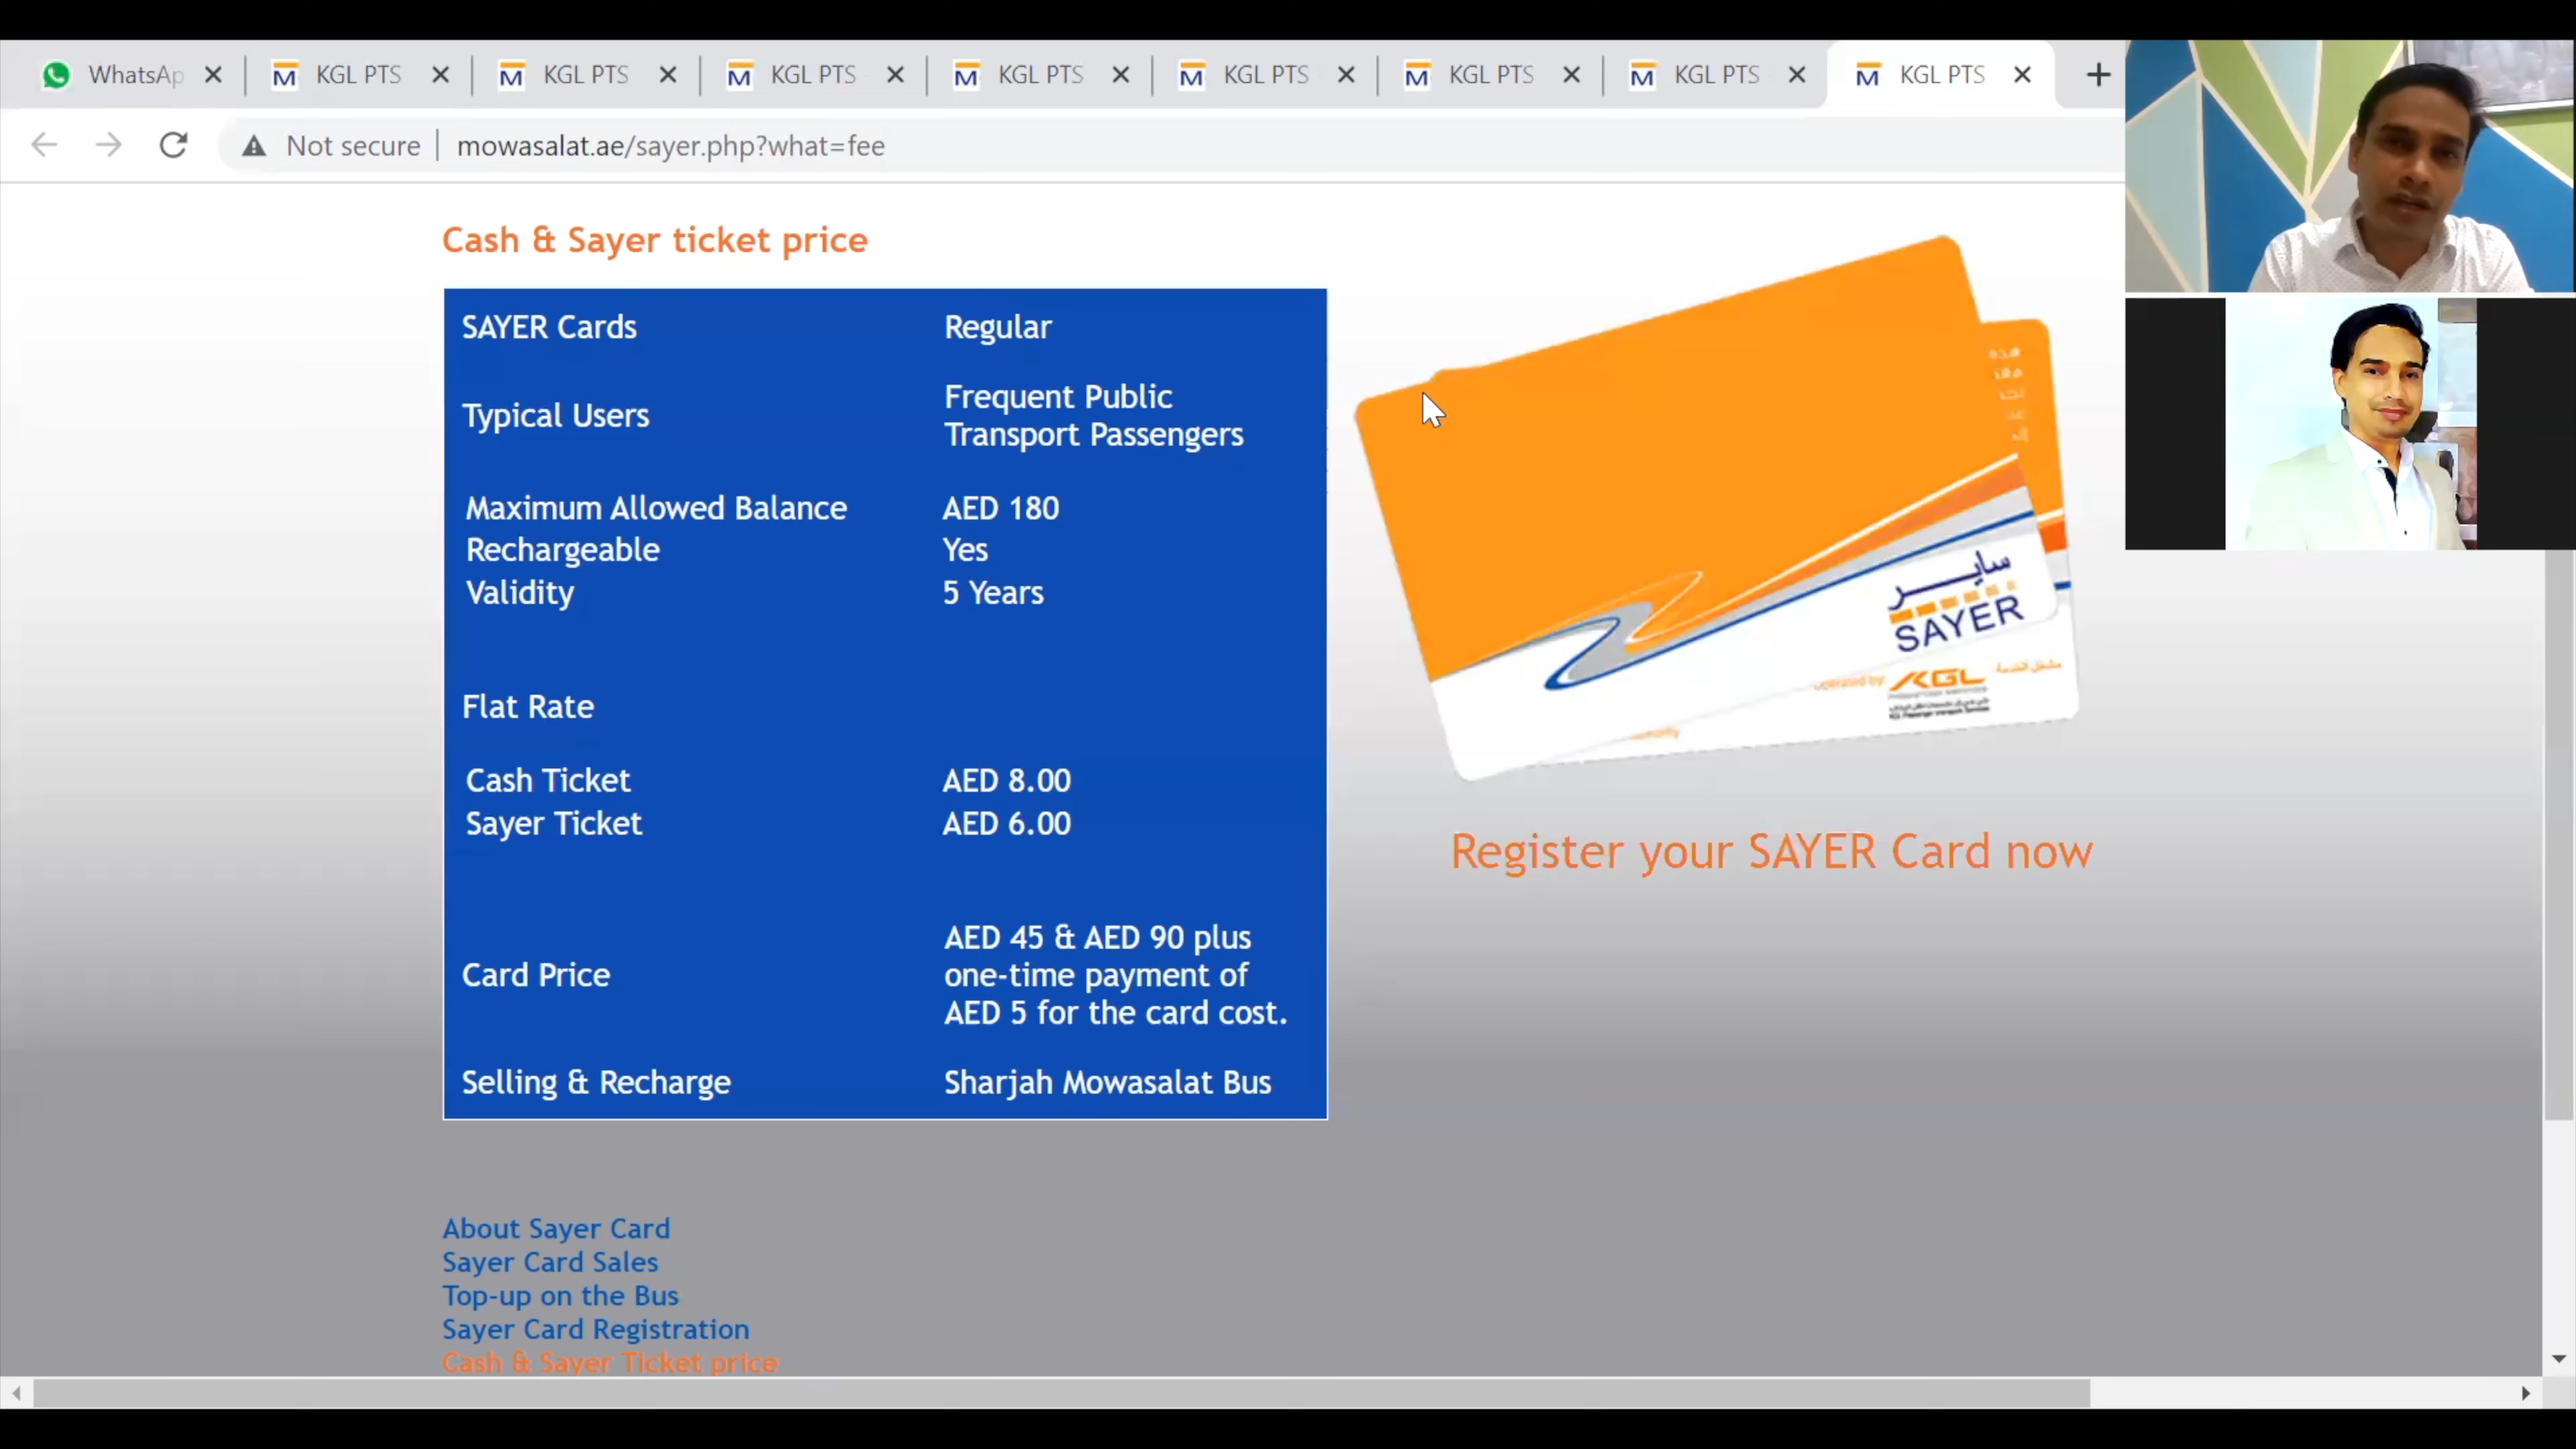 WhatsAp
KGL PTS
KGL PTS
KGL PTS
KGL PTS
KGL PTS
KGL PTS
KGL PTS
KGL PTS
Not secure
mowasalat.ae/sayer.php?what=fee
Cash & Sayer ticket price
SAYER Cards Regular
Typical Users Frequent Public
Transport Passengers
Maximum Allowed Balance AED 180
Rechargeable Yes
Validity 5 Years
Flat Rate
Cash Ticket AED 8.00
Sayer Ticket AED 6.00
Card Price AED 45 & AED 90 plus
one-time payment of
AED 5 for the card cost.
Selling & Recharge Sharjah Mowasalat Bus
ساير
SAYER
Operated by KGL مشغل الخدمة
Register your SAYER Card now
About Sayer Card
Sayer Card Sales
Top-up on the Bus
Sayer Card Registration
Cash & Sayer Ticket price